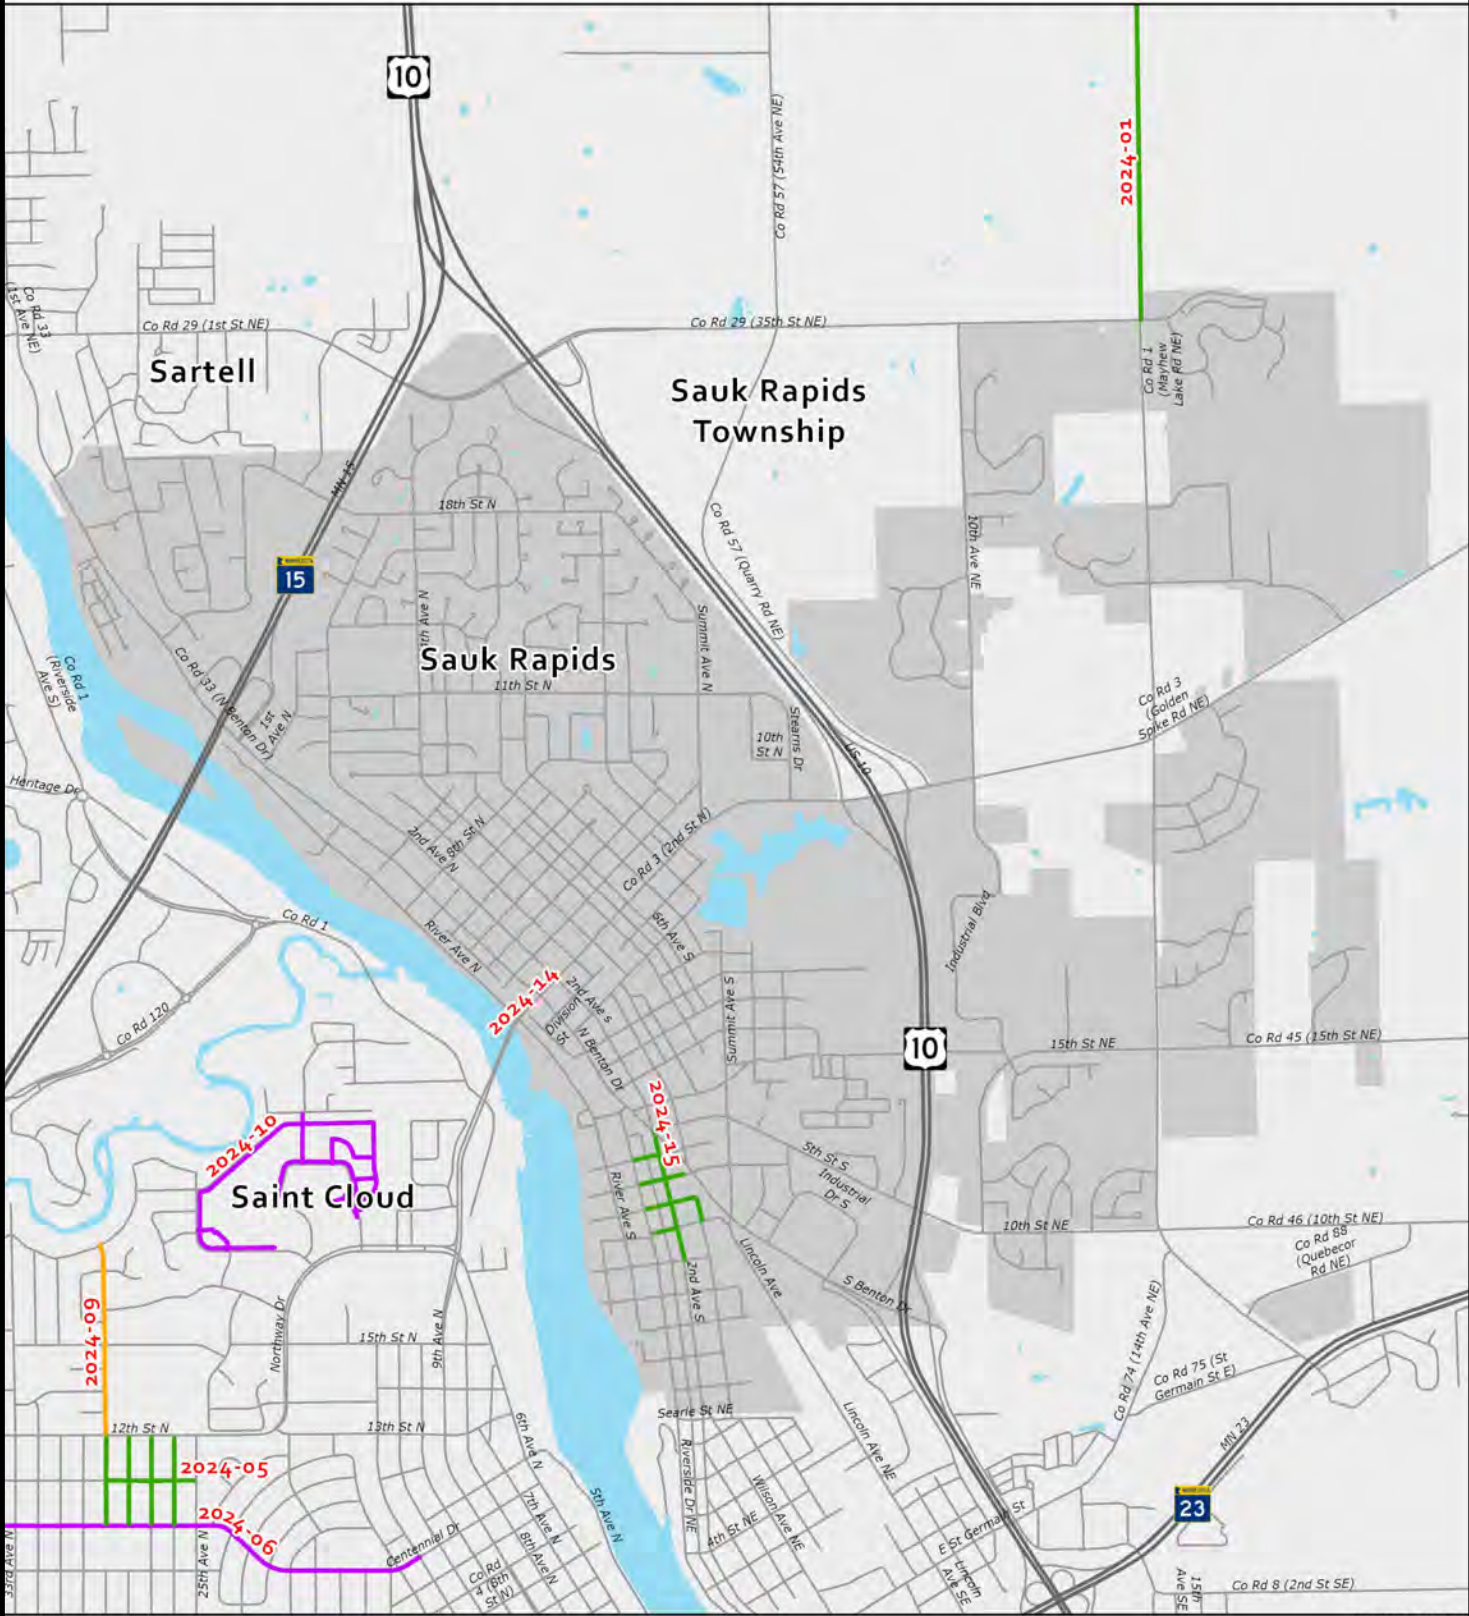 10
2024-01
Co Rd 57 (54th Ave NE)
Co Rd 33
(1st Ave NE)
Co Rd 29 (1st St NE)
Co Rd 29 (35th St NE)
Sartell
Sauk Rapids
Township
Co Rd 1
(Mayhew
Lake Rd NE)
MN 15
18th St N
Co Rd 57 (Quarry Rd NE)
10th Ave NE
MINNESOTA
15
Summit Ave N
Sauk Rapids
11th St N
Co Rd 1
(Riverside
Ave S)
Co Rd 33 (N Benton Dr)
1st
Ave N
Co Rd 3
(Golden
Spike Rd NE)
10th
St N
Stearns Dr
US 10
Heritage Dr
2nd Ave N
8th St N
Co Rd 3 (2nd St N)
Co Rd 1
River Ave N
6th Ave S
Industrial Blvd
2024-14
2nd Ave S
Division
St
N Benton Dr
Summit Ave S
Co Rd 120
10
15th St NE
Co Rd 45 (15th St NE)
2024-10
2024-15
5th St S
Industrial
Dr S
Saint Cloud
River Ave S
10th St NE
Co Rd 46 (10th St NE)
Co Rd 88
(Quebecor
Rd NE)
Lincoln Ave
S Benton Dr
2nd Ave S
2024-09
Northway Dr
15th St N
9th Ave N
Co Rd 74 (14th Ave NE)
Co Rd 75 (St
Germain St E)
12th St N
13th St N
6th Ave N
Searle St NE
Lincoln Ave NE
MN 23
2024-05
Riverside Dr NE
Wilson Ave NE
23
2024-06
7th Ave N
5th Ave N
4th St NE
E St Germain St
33rd Ave N
25th Ave N
Centennial Dr
8th Ave N
Co Rd
4 (8th
St N)
Lincoln
Ave SE
15th
Ave SE
Co Rd 8 (2nd St SE)